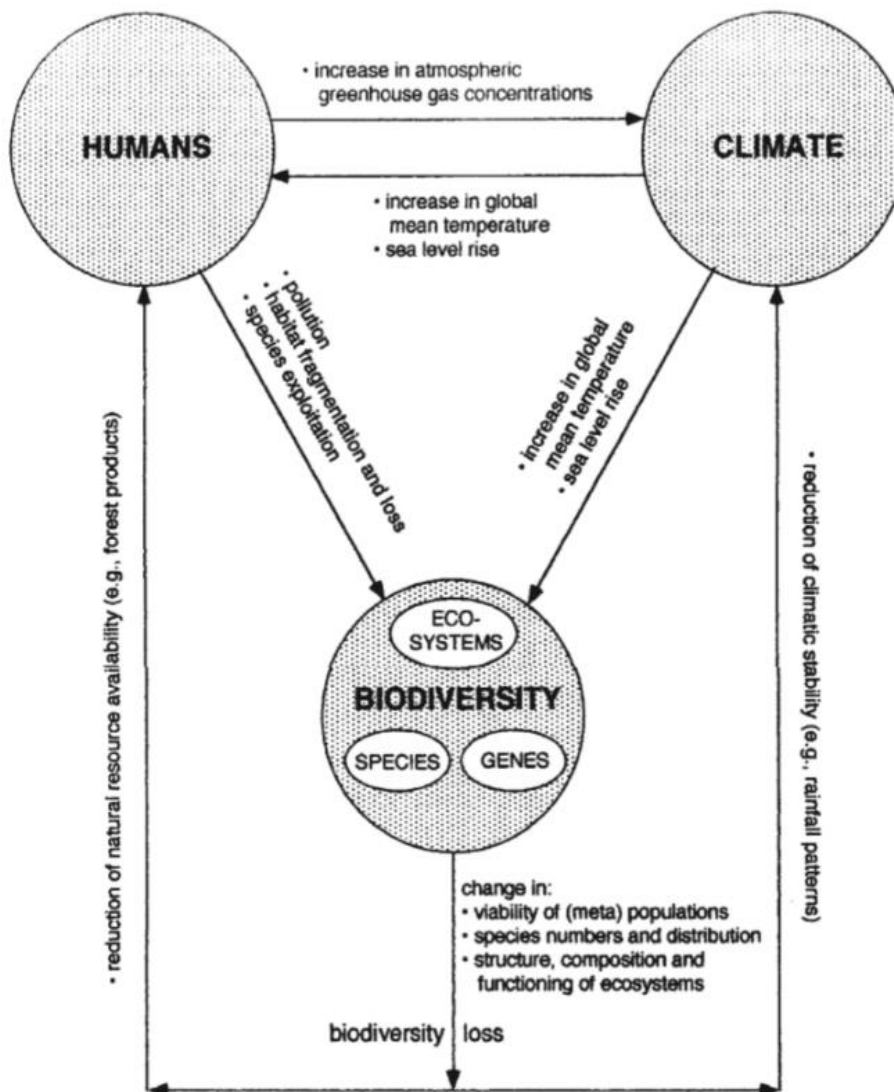 • increase in atmospheric
greenhouse gas concentrations
HUMANS
CLIMATE
• increase in global
mean temperature
• sea level rise
• pollution
• habitat fragmentation and loss
• species exploitation
• increase in global
mean temperature
• sea level rise
• reduction of natural resource availability (e.g., forest products)
• reduction of climatic stability (e.g., rainfall patterns)
ECO-
SYSTEMS
BIODIVERSITY
SPECIES
GENES
change in:
• viability of (meta) populations
• species numbers and distribution
• structure, composition and
functioning of ecosystems
biodiversity loss